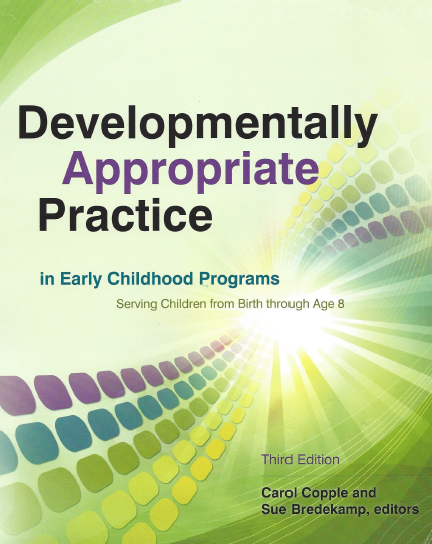 Developmentally
Appropriate
Practice
in Early Childhood Programs
Serving Children from Birth through Age 8
Third Edition
Carol Copple and
Sue Bredekamp, editors